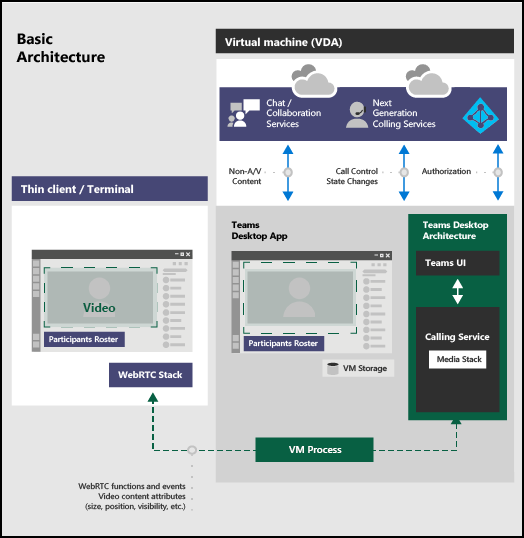 Basic
Architecture
Virtual machine (VDA)
Chat /
Collaboration
Services
Next
Generation
Colling Services
Non-A/V
Content
Call Control
State Changes
Authorization
Thin client / Terminal
Video
Participants Roster
WebRTC Stack
Teams
Desktop App
Participants Roster
VM Storage
Teams Desktop
Architecture
Teams UI
Calling Service
Media Stack
VM Process
WebRTC functions and events
Video content attributes
(size, position, visibility, etc.)